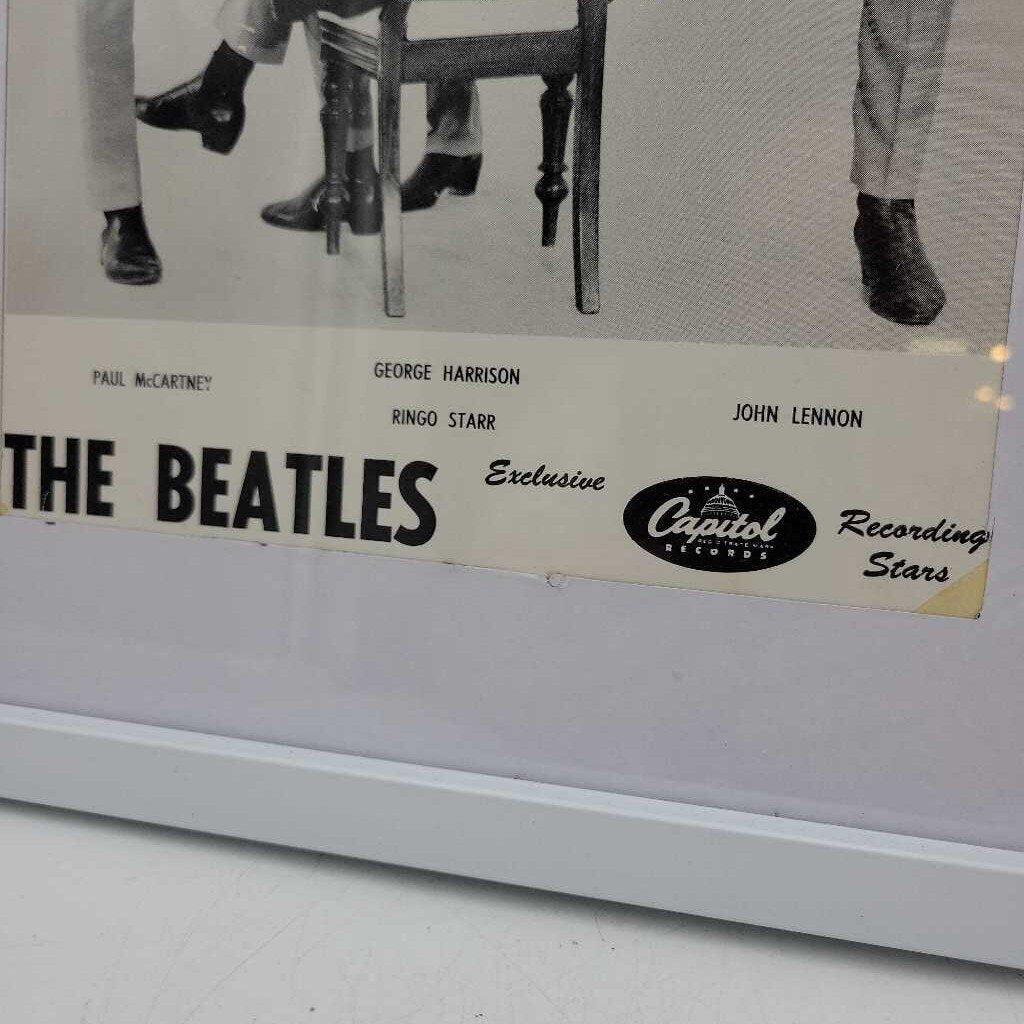 PAUL McCARTNEY
GEORGE HARRISON
RINGO STARR
JOHN LENNON
THE BEATLES
Exclusive
Capitol
RECORDS
Recording
Stars